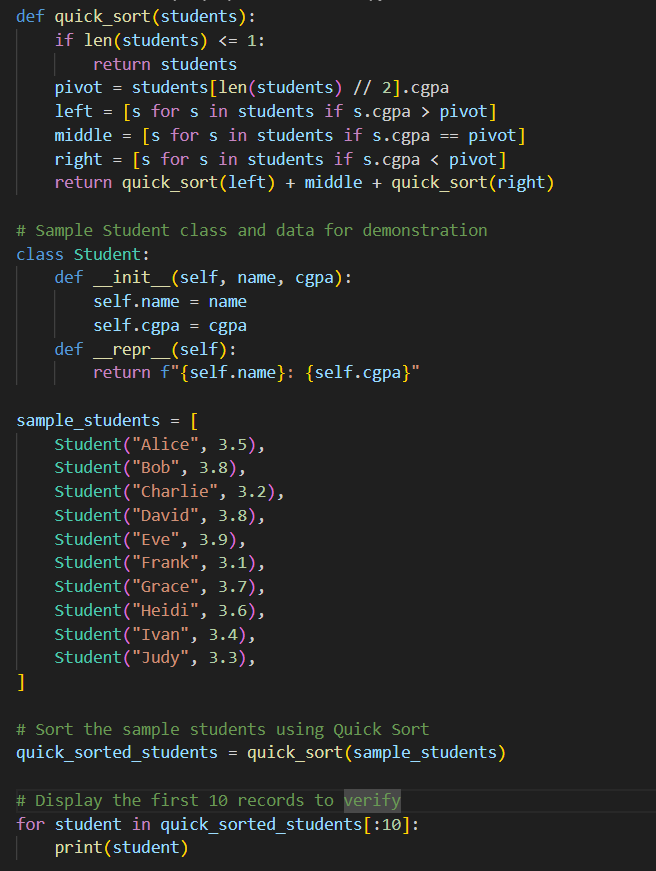 def quick_sort(students):
    if len(students) <= 1:
        return students
    pivot = students[len(students) // 2].cgpa
    left = [s for s in students if s.cgpa > pivot]
    middle = [s for s in students if s.cgpa == pivot]
    right = [s for s in students if s.cgpa < pivot]
    return quick_sort(left) + middle + quick_sort(right)

# Sample Student class and data for demonstration
class Student:
    def __init__(self, name, cgpa):
        self.name = name
        self.cgpa = cgpa
    def __repr__(self):
        return f"{self.name}: {self.cgpa}"

sample_students = [
    Student("Alice", 3.5),
    Student("Bob", 3.8),
    Student("Charlie", 3.2),
    Student("David", 3.8),
    Student("Eve", 3.9),
    Student("Frank", 3.1),
    Student("Grace", 3.7),
    Student("Heidi", 3.6),
    Student("Ivan", 3.4),
    Student("Judy", 3.3),
]

# Sort the sample students using Quick Sort
quick_sorted_students = quick_sort(sample_students)

# Display the first 10 records to verify
for student in quick_sorted_students[:10]:
    print(student)